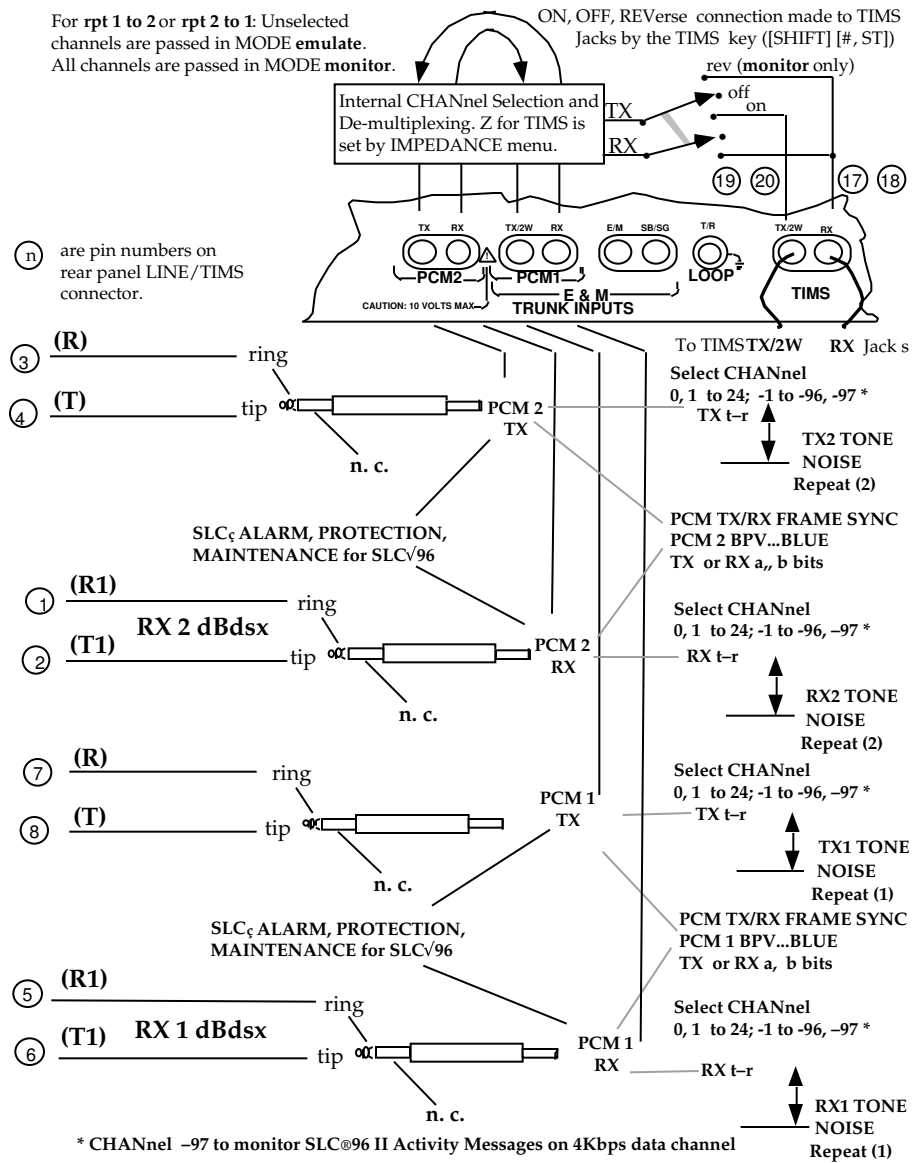 For rpt 1 to 2 or rpt 2 to 1: Unselected
channels are passed in MODE emulate.
All channels are passed in MODE monitor.
ON, OFF, REVerse connection made to TIMS
Jacks by the TIMS key ([SHIFT] [#, ST])
rev (monitor only)
off
on
Internal CHANnel Selection and
De-multiplexing. Z for TIMS is
set by IMPEDANCE menu.
TX
RX
19 20 17 18
TX RX TX/2W RX E/M SB/SG T/R TX/2W RX
n are pin numbers on
rear panel LINE/TIMS
connector.
! 
PCM2 PCM1 LOOP
E & M
TIMS
CAUTION: 10 VOLTS MAX
TRUNK INPUTS
To TIMS TX/2W RX Jack s
3 (R) ring
4 (T) tip
n. c.
PCM 2
TX
Select CHANnel
0, 1 to 24; -1 to -96, -97 *
TX t–r
TX2 TONE
NOISE
Repeat (2)
SLCç ALARM, PROTECTION,
MAINTENANCE for SLC√96
PCM TX/RX FRAME SYNC
PCM 2 BPV...BLUE
TX or RX a,, b bits
1 (R1) ring
RX 2 dBdsx
2 (T1) tip
n. c.
PCM 2
RX
Select CHANnel
0, 1 to 24; -1 to -96, –97 *
RX t–r
RX2 TONE
NOISE
Repeat (2)
7 (R) ring
8 (T) tip
n. c.
PCM 1
TX
Select CHANnel
0, 1 to 24; -1 to -96, –97 *
TX t–r
TX1 TONE
NOISE
Repeat (1)
SLCç ALARM, PROTECTION,
MAINTENANCE for SLC√96
PCM TX/RX FRAME SYNC
PCM 1 BPV...BLUE
TX or RX a, b bits
5 (R1) ring
RX 1 dBdsx
6 (T1) tip
n. c.
PCM 1
RX
Select CHANnel
0, 1 to 24; -1 to -96, –97 *
RX t–r
RX1 TONE
NOISE
Repeat (1)
* CHANnel –97 to monitor SLC®96 II Activity Messages on 4Kbps data channel